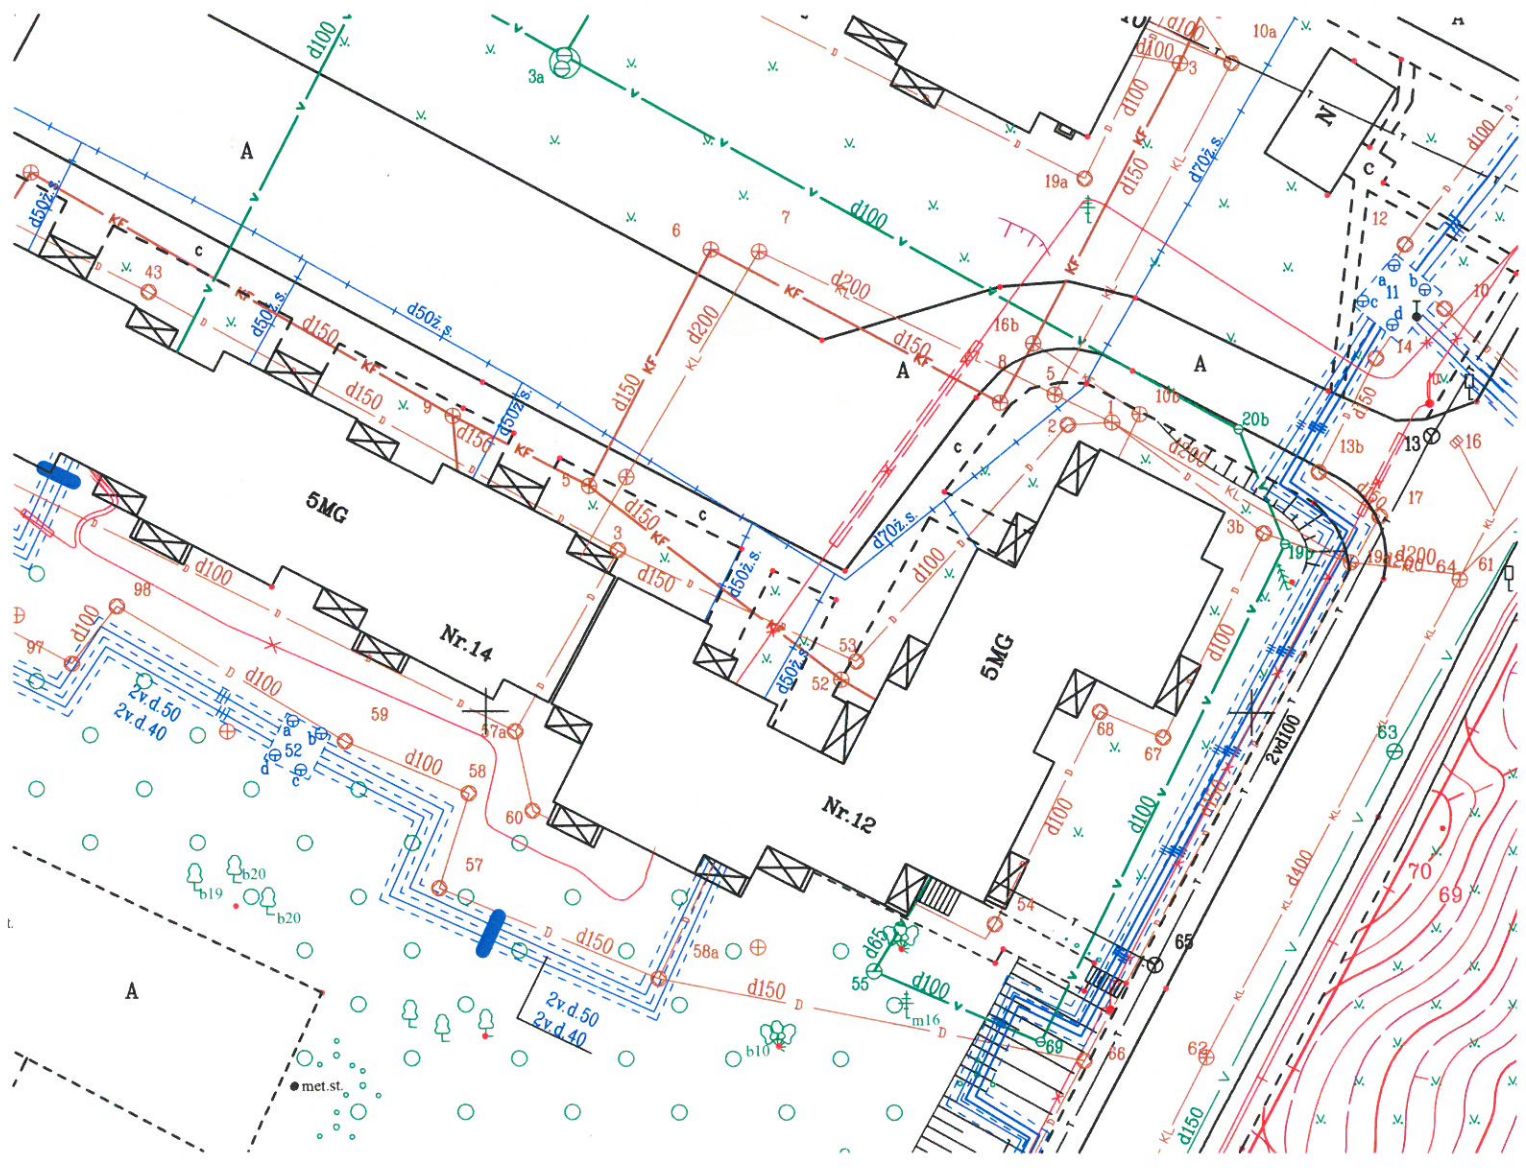 d100
3a
d100
d100
3
10a
A
d100
d100
N
A
19a
KF
d150
KL
d70ž.s.
c
12
d50ž.s.
KF
c
43
D
6
7
d100
d200
KL
KF
KF
a
b
11
c
d
10
14
KF
d50ž.s.
d150
d50ž.s.
KF
d150
d200
KL
d150
KF
16b
8
5
A
A
d150
9
d150
d50ž.s.
KF
10b
1
2
20b
13b
13
16
17
d150
d200
KL
c
5MG
5
d150
c
d70ž.s.
3b
19b
d200
64
61
3
d150
d50ž.s.
d100
98
d100
d100
97
Nr.14
5MG
53
52
d50ž.s.
d100
2v.d.50
2v.d.40
d100
59
a
b
52
d
c
57a
58
d100
60
68
67
63
2vd100
d150
Nr.12
d100
d100
KL
d400
57
b19
b20
b20
70
69
54
65
d65
d150
58a
d150
D
55
d100
m16
2v.d.50
2v.d.40
b10
69
66
62
A
met.st.
KL
d150